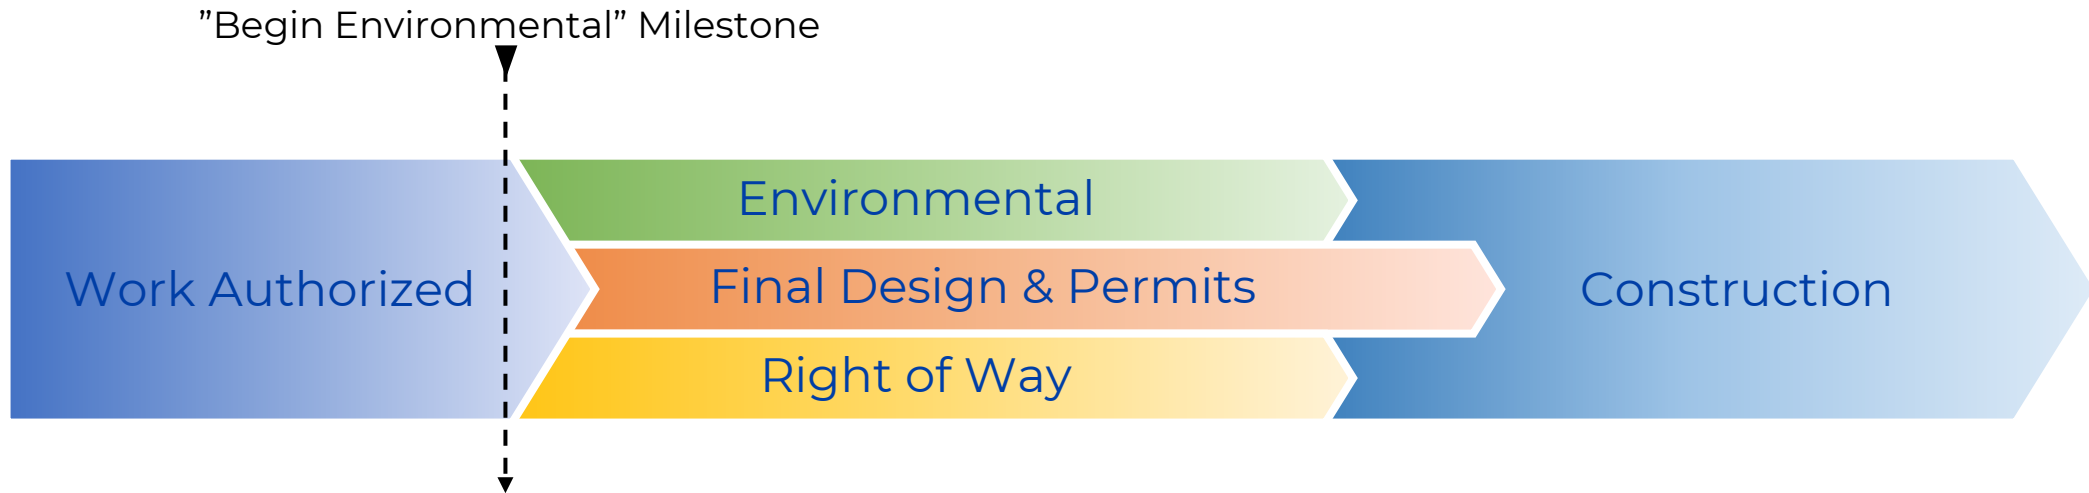 ”Begin Environmental” Milestone
Work Authorized
Environmental
Final Design & Permits
Right of Way
Construction